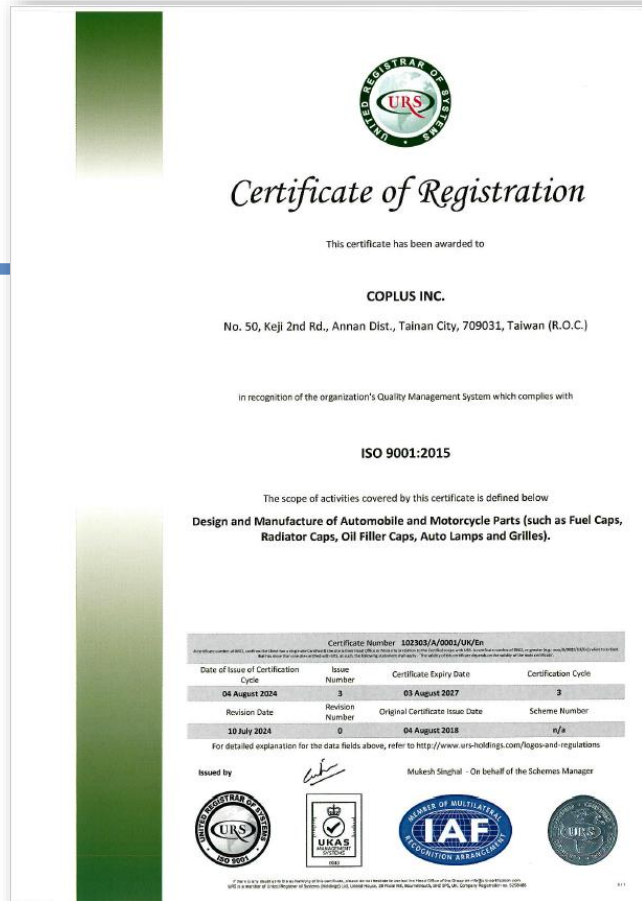 UNITED REGISTRAR OF SYSTEMS
URS
Certificate of Registration
This certificate has been awarded to
COPLUS INC.
No. 50, Keji 2nd Rd., Annan Dist., Tainan City, 709031, Taiwan (R.O.C.)
in recognition of the organization's Quality Management System which complies with
ISO 9001:2015
The scope of activities covered by this certificate is defined below
Design and Manufacture of Automobile and Motorcycle Parts (such as Fuel Caps,
Radiator Caps, Oil Filler Caps, Auto Lamps and Grilles).
Certificate Number 102303/A/0001/UK/En
Date of Issue of Certification Cycle
Issue Number
Certificate Expiry Date
Certification Cycle
04 August 2024
3
03 August 2027
3
Revision Date
Revision Number
Original Certificate Issue Date
Scheme Number
10 July 2024
0
04 August 2018
n/a
For detailed explanation for the data fields above, refer to http://www.urs-holdings.com/logos-and-regulations
Issued by
Mukesh Singhal - On behalf of the Schemes Manager
UNITED REGISTRAR OF SYSTEMS
URS
ISO 9001
UKAS
MANAGEMENT
SYSTEMS
MEMBER OF MULTILATERAL
IAF
RECOGNITION ARRANGEMENT
URS